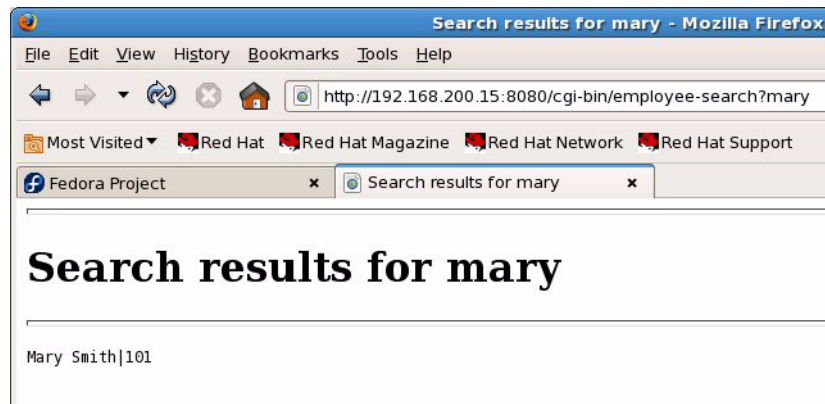 Search results for mary - Mozilla Firefox
File Edit View History Bookmarks Tools Help
http://192.168.200.15:8080/cgi-bin/employee-search?mary
Most Visited Red Hat Red Hat Magazine Red Hat Network Red Hat Support
Fedora Project Search results for mary
Search results for mary
Mary Smith|101